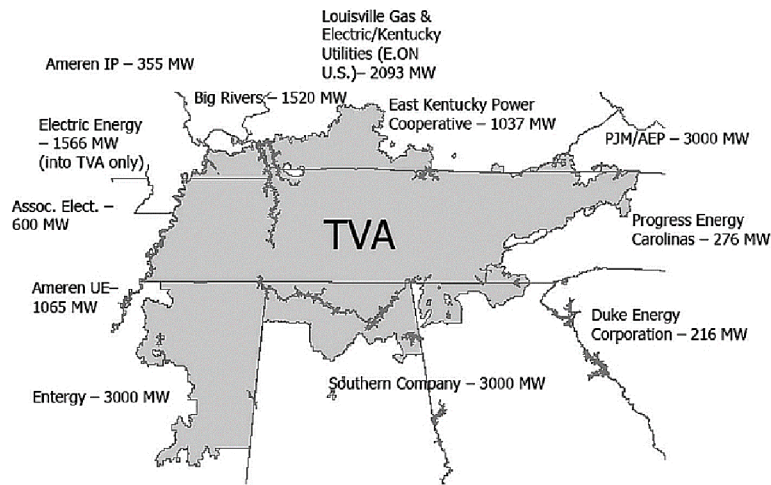 Louisville Gas &
Electric/Kentucky
Utilities (E.ON
U.S.)– 2093 MW
Ameren IP – 355 MW
Big Rivers – 1520 MW
East Kentucky Power
Cooperative – 1037 MW
Electric Energy
– 1566 MW
(into TVA only)
PJM/AEP – 3000 MW
Assoc. Elect. –
600 MW
TVA
Progress Energy
Carolinas – 276 MW
Ameren UE–
1065 MW
Duke Energy
Corporation – 216 MW
Entergy – 3000 MW
Southern Company – 3000 MW